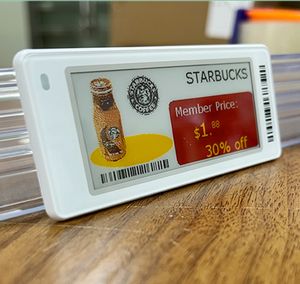 STARBUCKS
Member Price:
$1.88
30% off